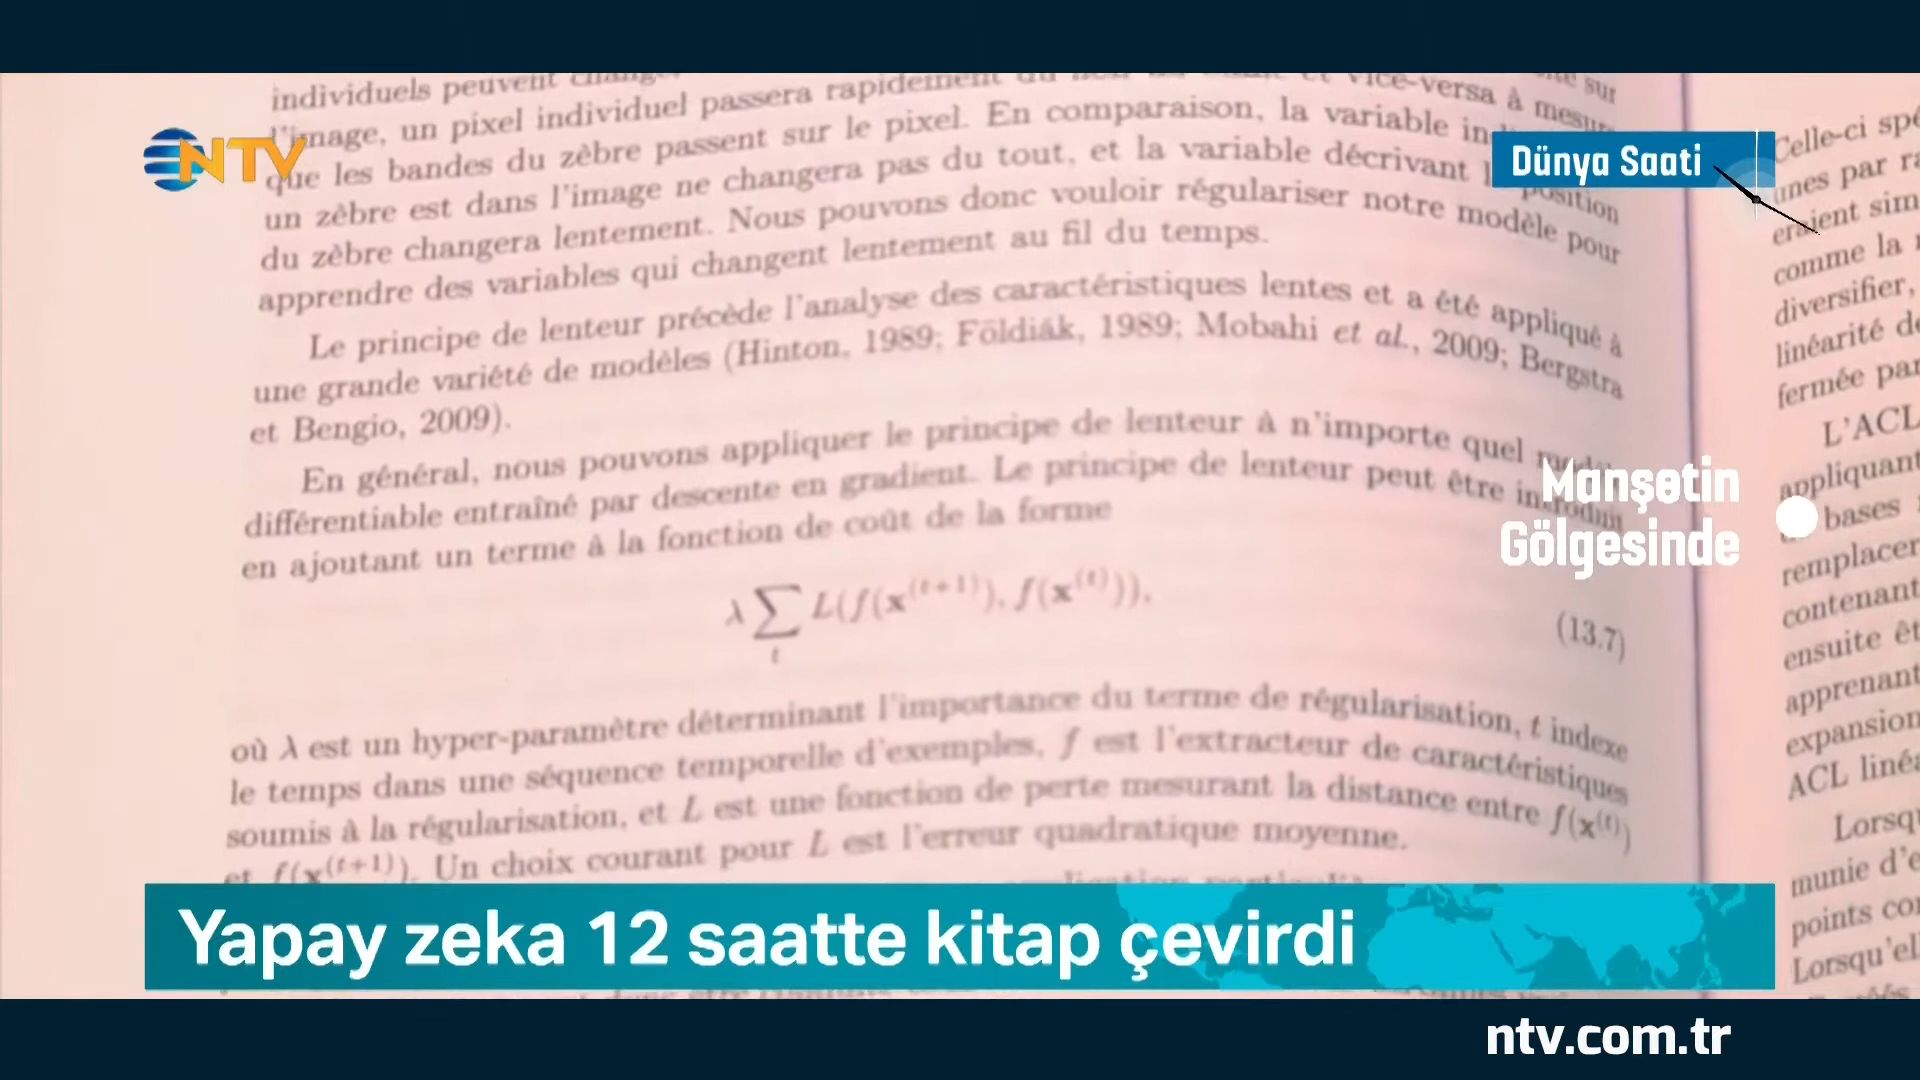 individuels peuvent
l'image, un pixel individuel passera rapidement du vice-versa à mesure
que les bandes du zèbre passent sur le pixel. En comparaison, la variable
un zèbre est dans l'image ne changera pas du tout, et la variable décrivant position
du zèbre changera lentement. Nous pouvons donc vouloir régulariser notre modèle pour
apprendre des variables qui changent lentement au fil du temps.
Le principe de lenteur précède l'analyse des caractéristiques lentes et a été appliqué à
une grande variété de modèles (Hinton, 1989; Földiák, 1989; Mobahi et al., 2009; Bergstra
et Bengio, 2009).
En général, nous pouvons appliquer le principe de lenteur à n'importe quel
différentiable entraîné par descente en gradient. Le principe de lenteur peut être introduit
en ajoutant un terme à la fonction de coût de la forme
λ∑ L(f(x^(t+1)), f(x^(t))),
t
(13.7)
où λ est un hyper-paramètre déterminant l'importance du terme de régularisation, t indexe
le temps dans une séquence temporelle d'exemples, f est l'extracteur de caractéristiques
soumis à la régularisation, et L est une fonction de perte mesurant la distance entre f(x^(t))
et f(x^(t+1)). Un choix courant pour L est l'erreur quadratique moyenne.
Celle-ci
unes par
comme la
diversifier,
linéarité
fermée par
L'ACL
appliquant
bases
remplacer
contenant
ensuite
apprenant
expansion
ACL
munie
points
NTV
Dünya Saati
Manşetin
Gölgesinde
Yapay zeka 12 saatte kitap çevirdi
ntv.com.tr